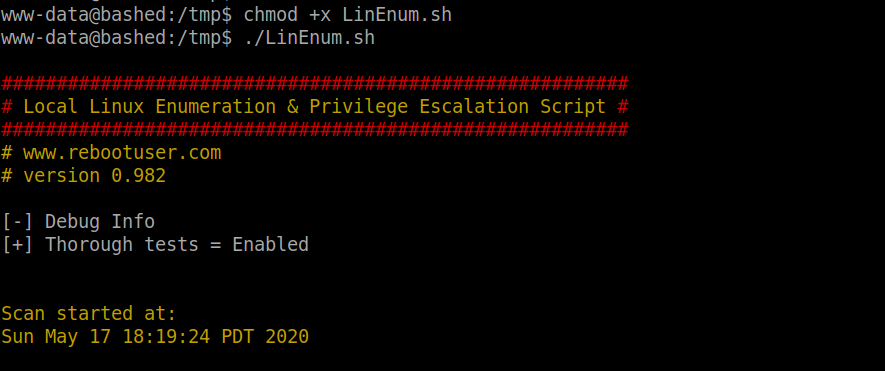 www-data@bashed:/tmp$ chmod +x LinEnum.sh
www-data@bashed:/tmp$ ./LinEnum.sh
#########################################################
# Local Linux Enumeration & Privilege Escalation Script #
#########################################################
# www.rebootuser.com
# version 0.982
[-] Debug Info
[+] Thorough tests = Enabled
Scan started at:
Sun May 17 18:19:24 PDT 2020